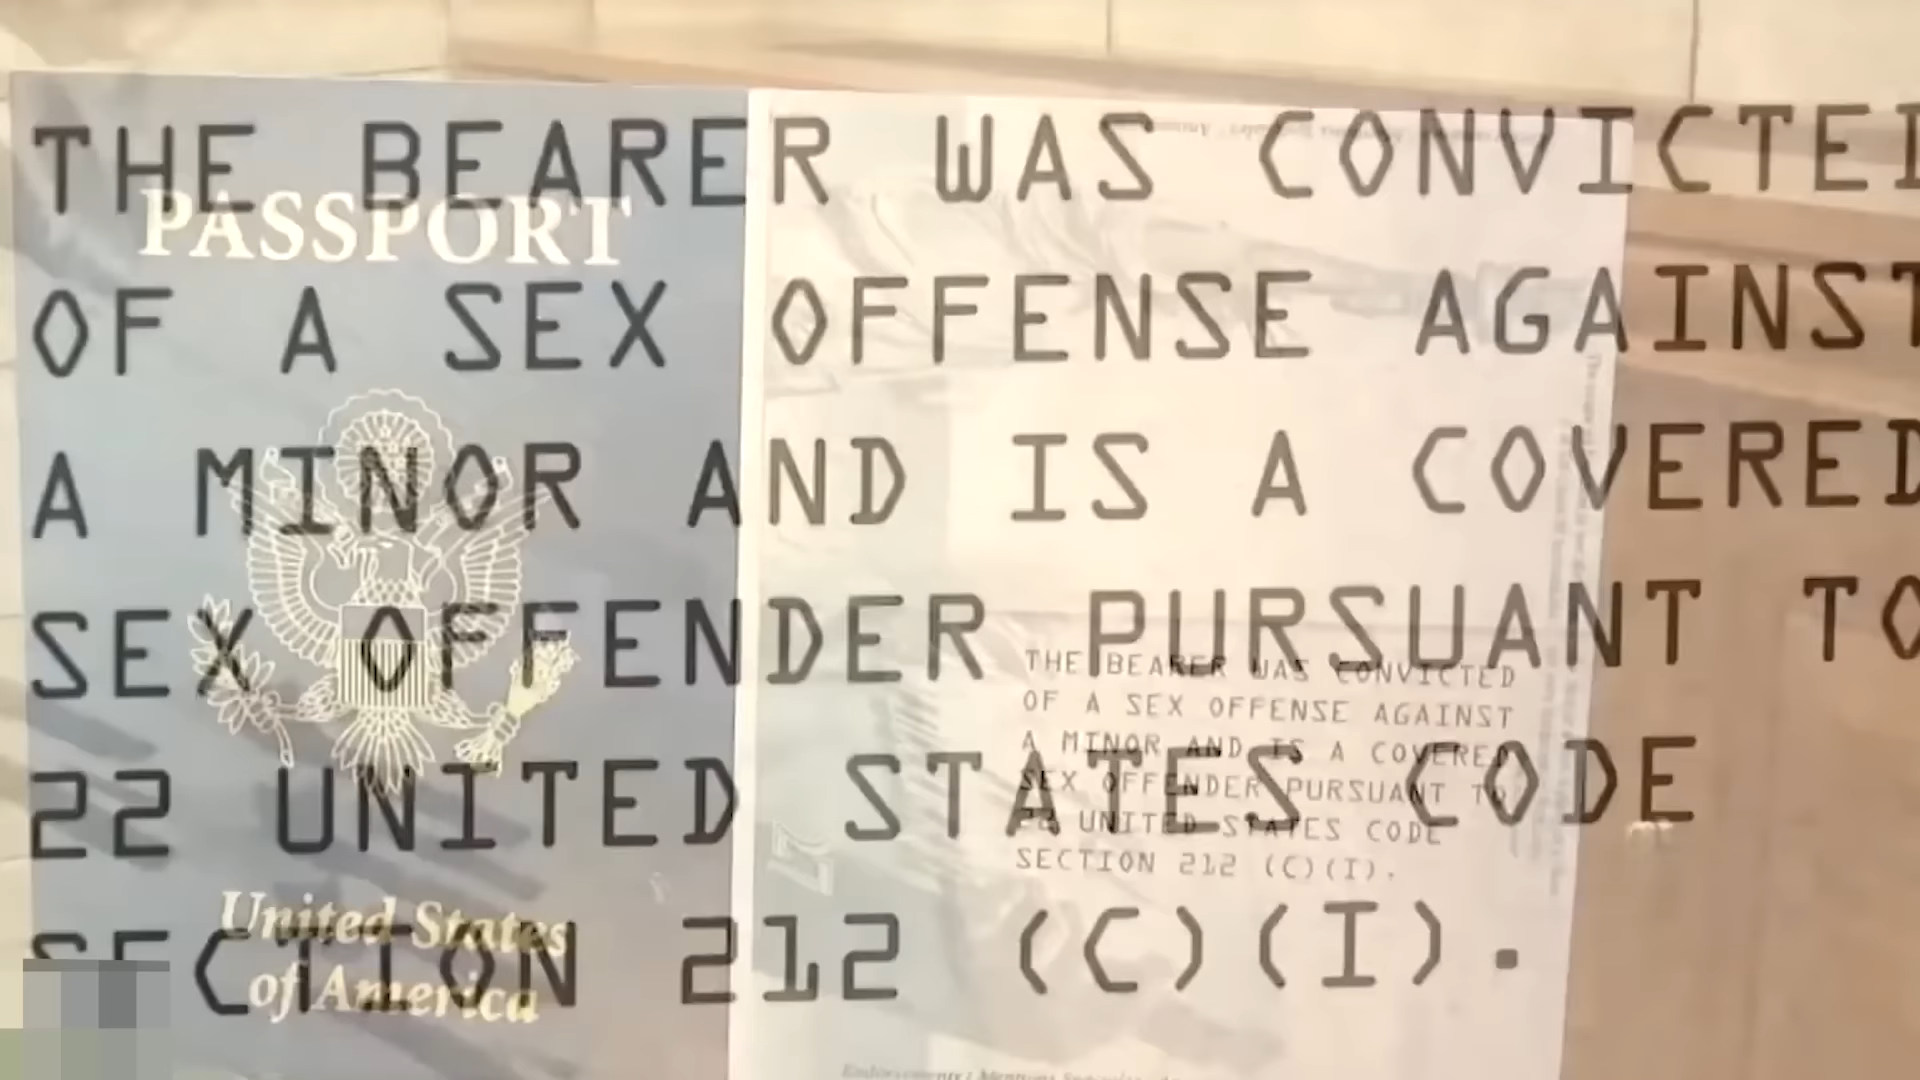 THE BEARER WAS CONVICTED
OF A SEX OFFENSE AGAINST
A MINOR AND IS A COVERED
SEX OFFENDER PURSUANT TO
22 UNITED STATES CODE
SECTION 212 (C)(I).
PASSPORT
United States
of America
THE BEARER WAS CONVICTED
OF A SEX OFFENSE AGAINST
A MINOR AND IS A COVERED
SEX OFFENDER PURSUANT TO
22 UNITED STATES CODE
SECTION 212 (C)(I).